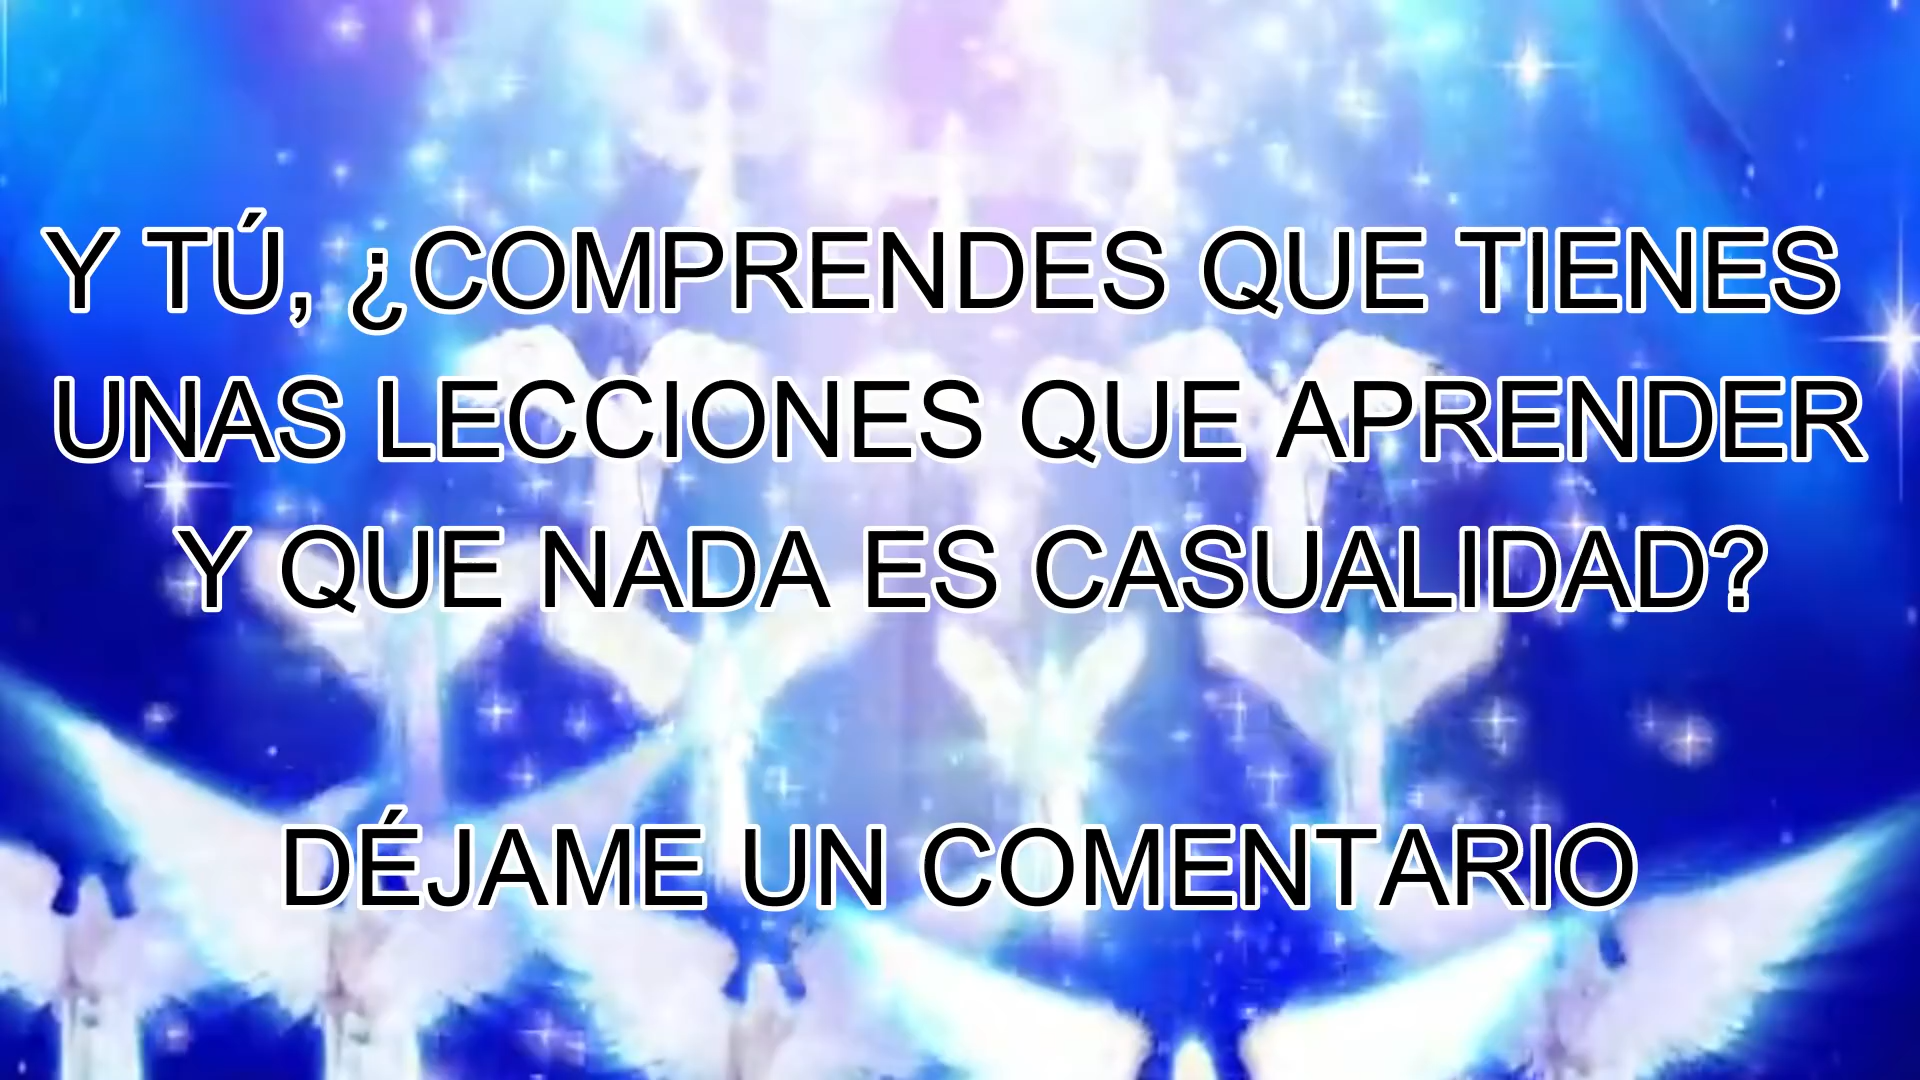 Y TÚ, ¿COMPRENDES QUE TIENES
UNAS LECCIONES QUE APRENDER
Y QUE NADA ES CASUALIDAD?
DÉJAME UN COMENTARIO